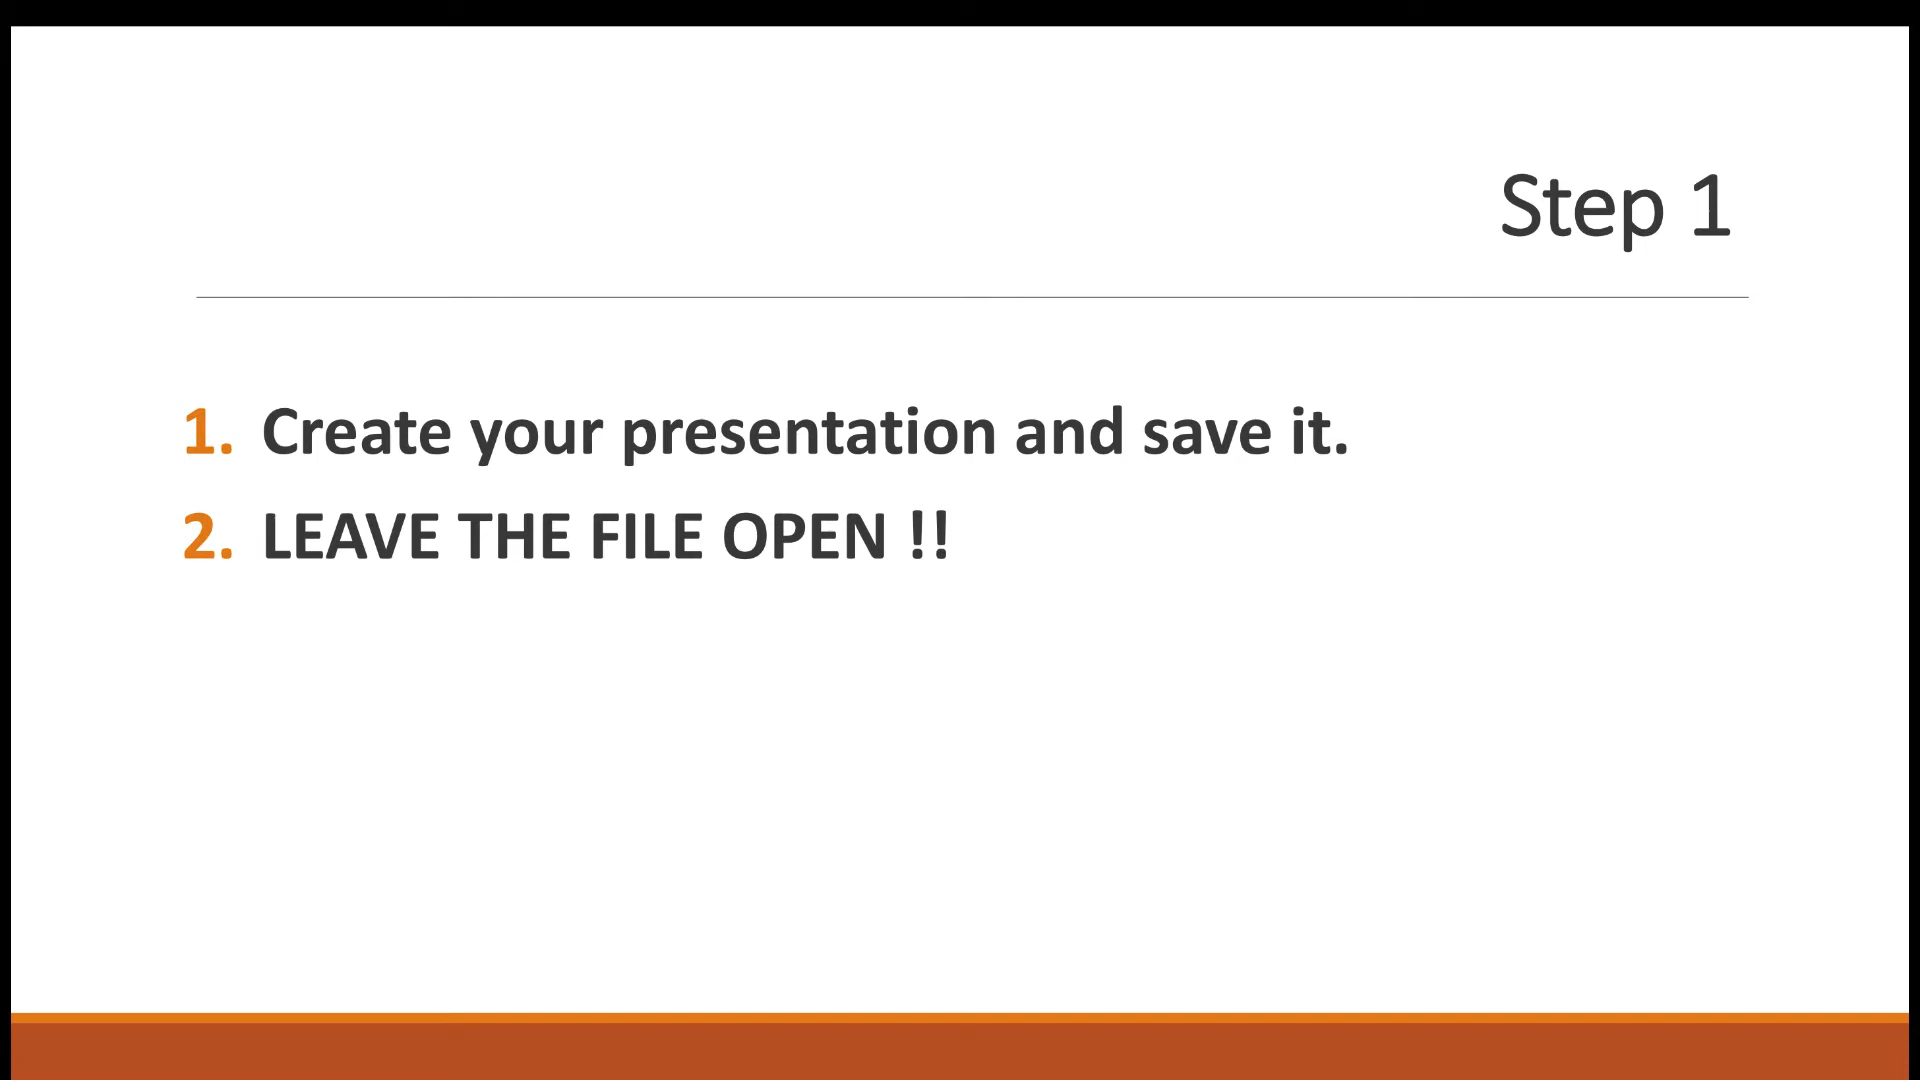 Step 1
1. Create your presentation and save it.
2. LEAVE THE FILE OPEN !!